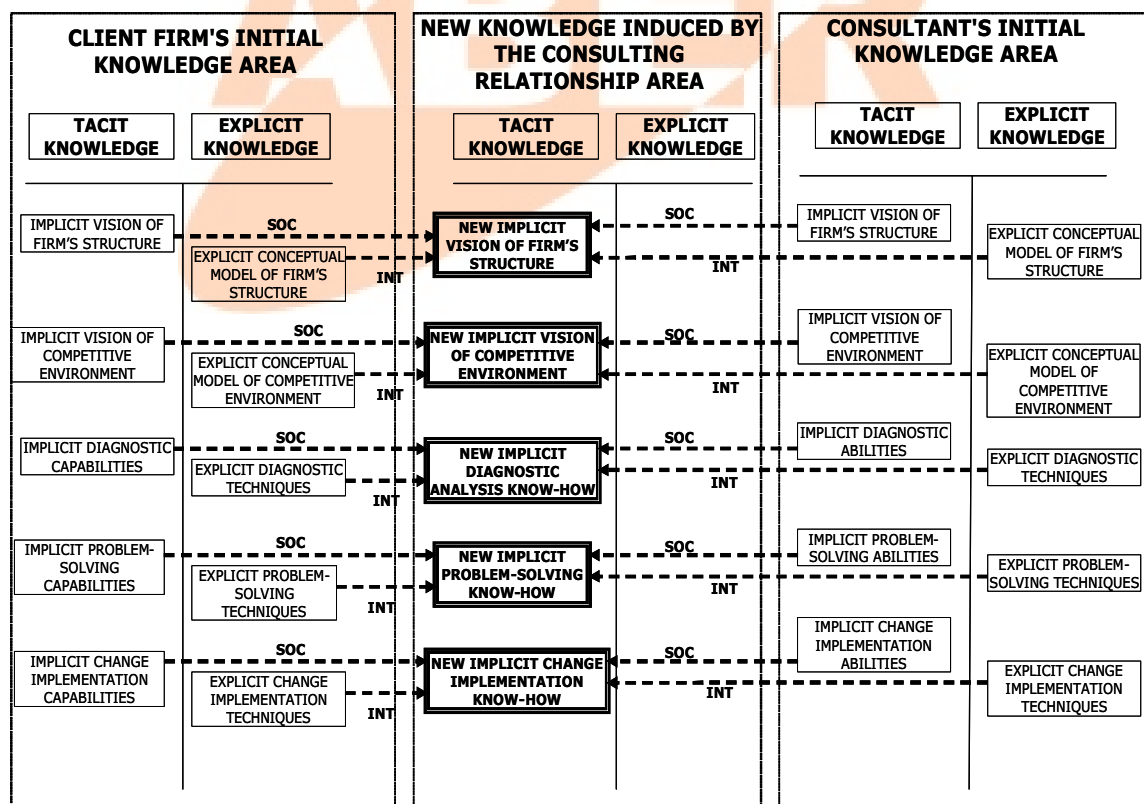 CLIENT FIRM'S INITIAL
KNOWLEDGE AREA
TACIT
KNOWLEDGE
EXPLICIT
KNOWLEDGE
IMPLICIT VISION OF
FIRM'S STRUCTURE
SOC
EXPLICIT CONCEPTUAL
MODEL OF FIRM'S
STRUCTURE
INT
IMPLICIT VISION OF
COMPETITIVE
ENVIRONMENT
SOC
EXPLICIT CONCEPTUAL
MODEL OF COMPETITIVE
ENVIRONMENT
INT
IMPLICIT DIAGNOSTIC
CAPABILITIES
SOC
EXPLICIT DIAGNOSTIC
TECHNIQUES
INT
IMPLICIT PROBLEM-
SOLVING
CAPABILITIES
SOC
EXPLICIT PROBLEM-
SOLVING
TECHNIQUES
INT
IMPLICIT CHANGE
IMPLEMENTATION
CAPABILITIES
SOC
EXPLICIT CHANGE
IMPLEMENTATION
TECHNIQUES
INT
NEW KNOWLEDGE INDUCED BY
THE CONSULTING
RELATIONSHIP AREA
TACIT
KNOWLEDGE
EXPLICIT
KNOWLEDGE
NEW IMPLICIT
VISION OF FIRM'S
STRUCTURE
NEW IMPLICIT VISION
OF COMPETITIVE
ENVIRONMENT
NEW IMPLICIT
DIAGNOSTIC
ANALYSIS KNOW-HOW
NEW IMPLICIT
PROBLEM-SOLVING
KNOW-HOW
NEW IMPLICIT CHANGE
IMPLEMENTATION
KNOW-HOW
SOC
INT
SOC
INT
SOC
INT
SOC
INT
SOC
INT
CONSULTANT'S INITIAL
KNOWLEDGE AREA
TACIT
KNOWLEDGE
EXPLICIT
KNOWLEDGE
IMPLICIT VISION OF
FIRM'S STRUCTURE
EXPLICIT CONCEPTUAL
MODEL OF FIRM'S
STRUCTURE
IMPLICIT VISION OF
COMPETITIVE
ENVIRONMENT
EXPLICIT CONCEPTUAL
MODEL OF
COMPETITIVE
ENVIRONMENT
IMPLICIT DIAGNOSTIC
ABILITIES
EXPLICIT DIAGNOSTIC
TECHNIQUES
IMPLICIT PROBLEM-
SOLVING ABILITIES
EXPLICIT PROBLEM-
SOLVING TECHNIQUES
IMPLICIT CHANGE
IMPLEMENTATION
ABILITIES
EXPLICIT CHANGE
IMPLEMENTATION
TECHNIQUES